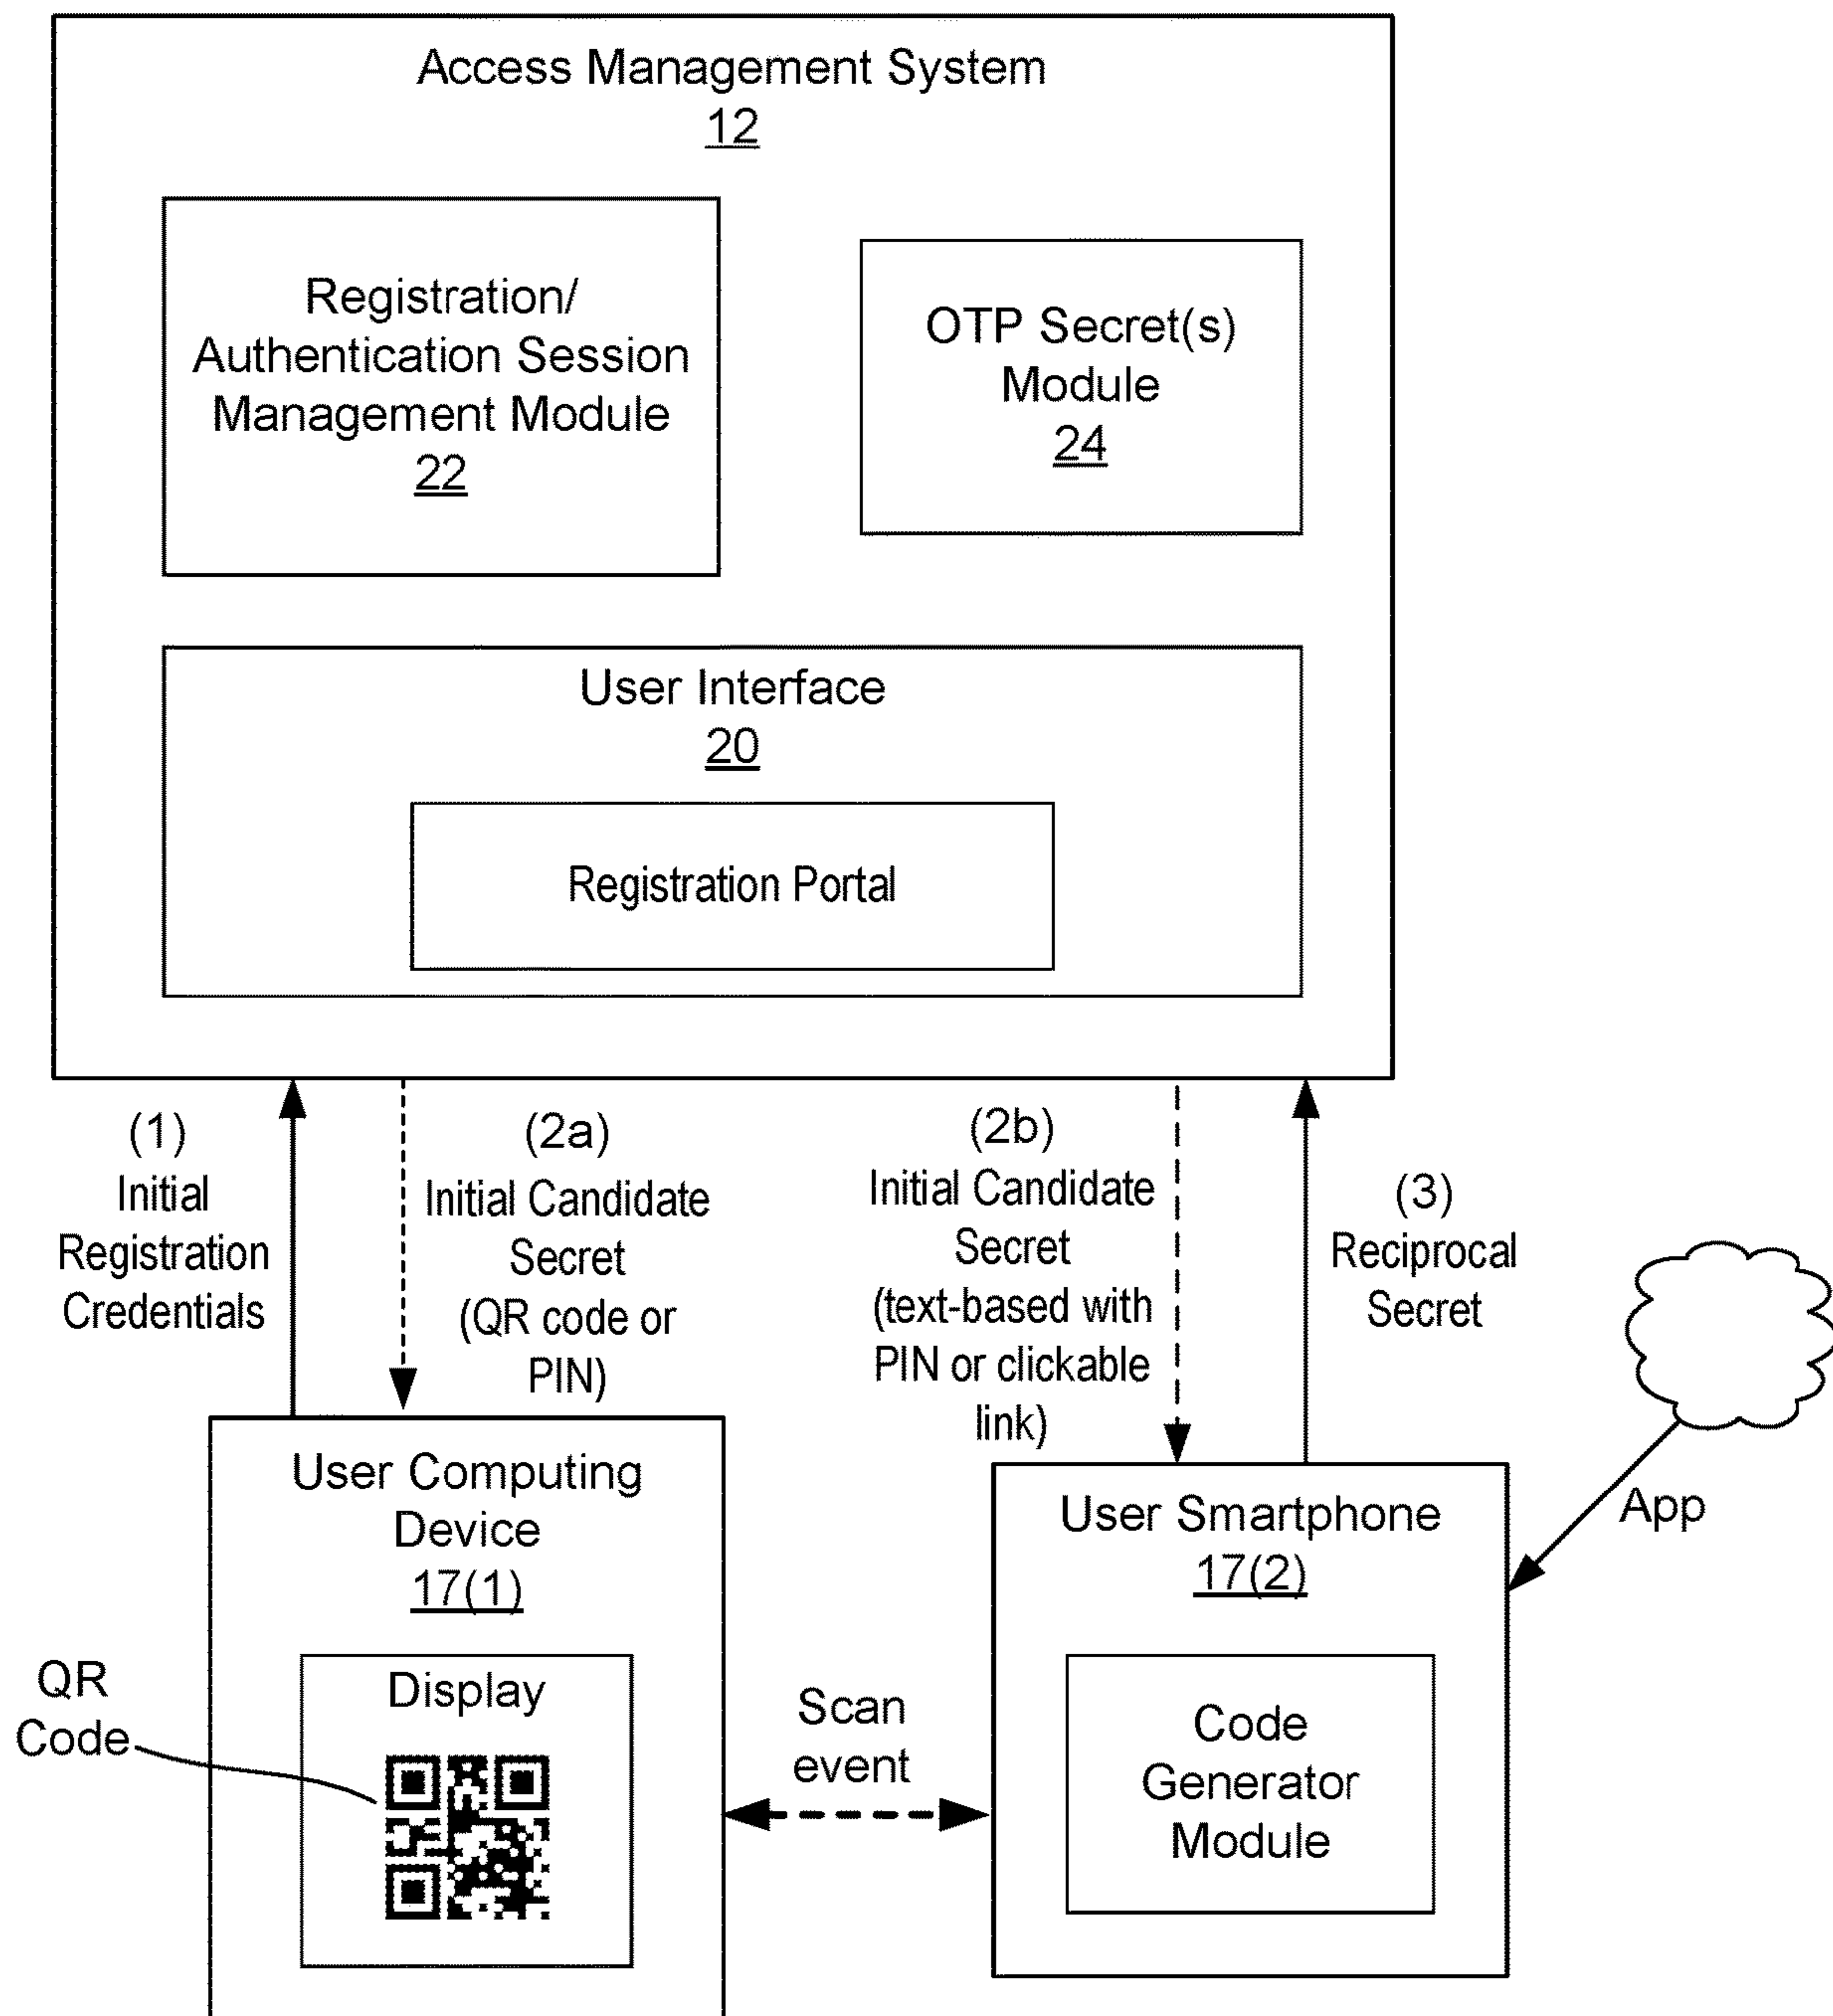 Access Management System
12
Registration/
Authentication Session
Management Module
22
OTP Secret(s)
Module
24
User Interface
20
Registration Portal
(1)
Initial
Registration
Credentials
(2a)
Initial Candidate
Secret
(QR code or
PIN)
(2b)
Initial Candidate
Secret
(text-based with
PIN or clickable
link)
(3)
Reciprocal
Secret
App
User Computing
Device
17(1)
Display
QR
Code
Scan
event
User Smartphone
17(2)
Code
Generator
Module